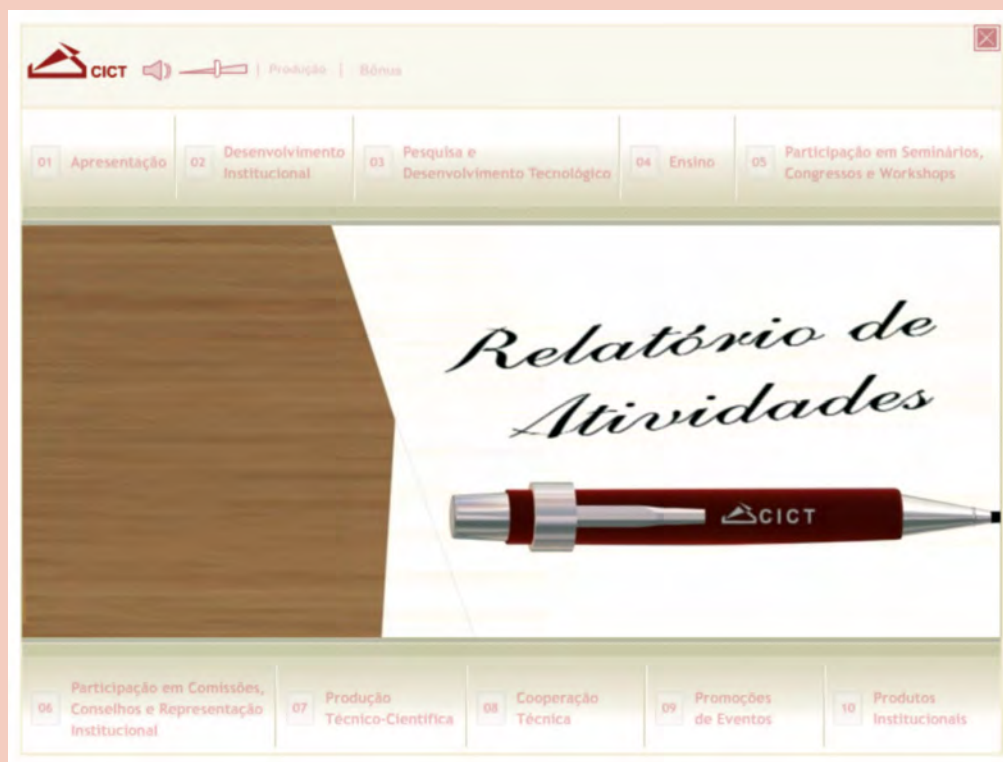 CICT
| Produção | Bônus
01 Apresentação
02 Desenvolvimento
Institucional
03 Pesquisa e
Desenvolvimento Tecnológico
04 Ensino
05 Participação em Seminários,
Congressos e Workshops
Relatório de
Atividades
CICT
06 Participação em Comissões,
Conselhos e Representação
Institucional
07 Produção
Técnico-Científica
08 Cooperação
Técnica
09 Promoções
de Eventos
10 Produtos
Institucionais